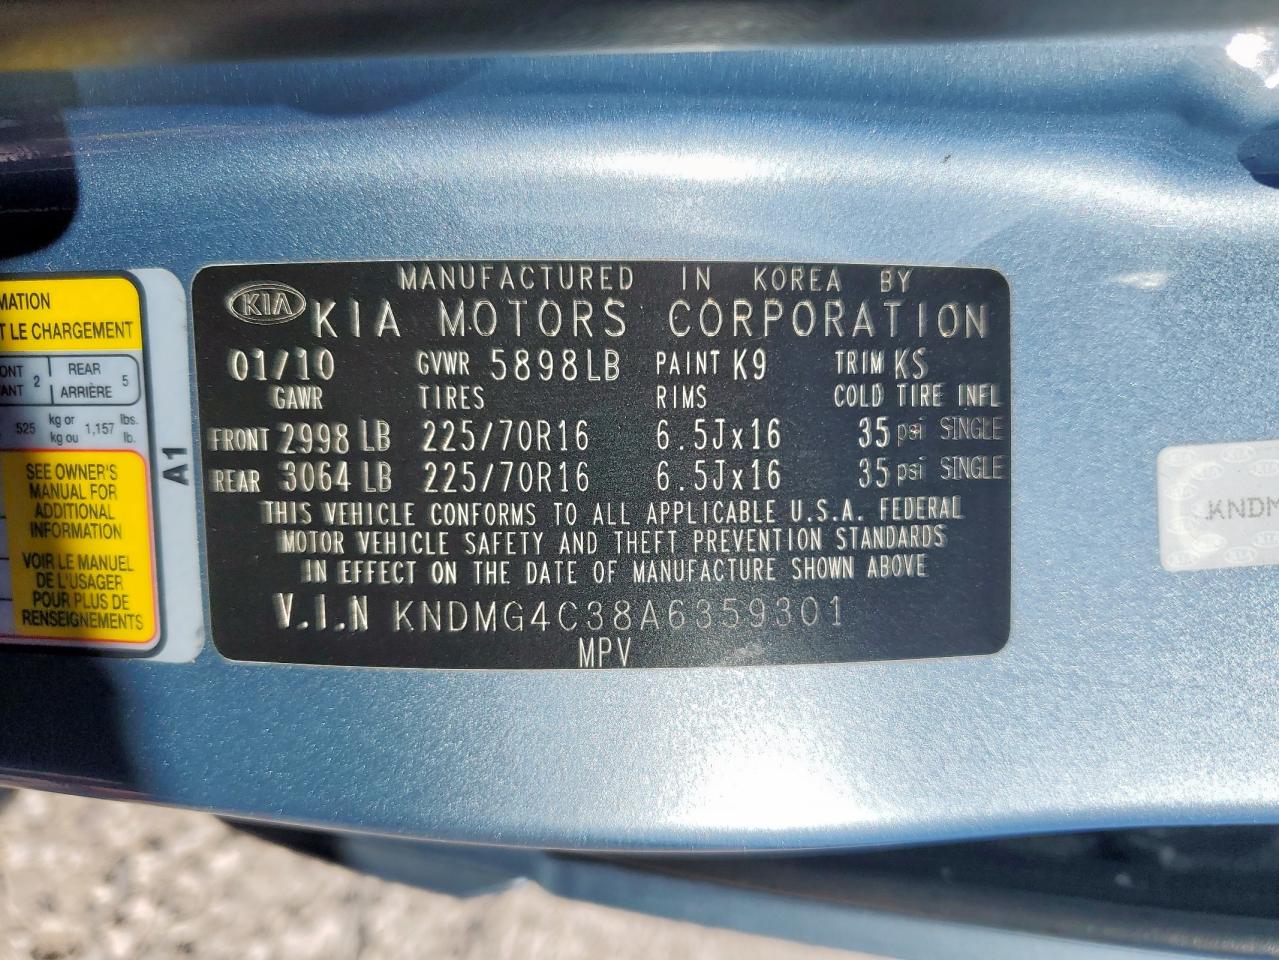 MATION
T LE CHARGEMENT
ONT
ANT 2
REAR
ARRIÈRE 5
525 kg or 1,157 lbs.
kg ou lb.
SEE OWNER'S
MANUAL FOR
ADDITIONAL
INFORMATION
VOIR LE MANUEL
DE L'USAGER
POUR PLUS DE
RENSEIGNEMENTS
A1
MANUFACTURED IN KOREA BY
KIA KIA MOTORS CORPORATION
01/10 GVWR 5898LB PAINT K9 TRIM KS
GAWR TIRES RIMS COLD TIRE INFL
FRONT 2998 LB 225/70R16 6.5Jx16 35 psi SINGLE
REAR 3064 LB 225/70R16 6.5Jx16 35 psi SINGLE
THIS VEHICLE CONFORMS TO ALL APPLICABLE U.S.A. FEDERAL
MOTOR VEHICLE SAFETY AND THEFT PREVENTION STANDARDS
IN EFFECT ON THE DATE OF MANUFACTURE SHOWN ABOVE
V.I.N KNDMG4C38A6359301
MPV
KNDM